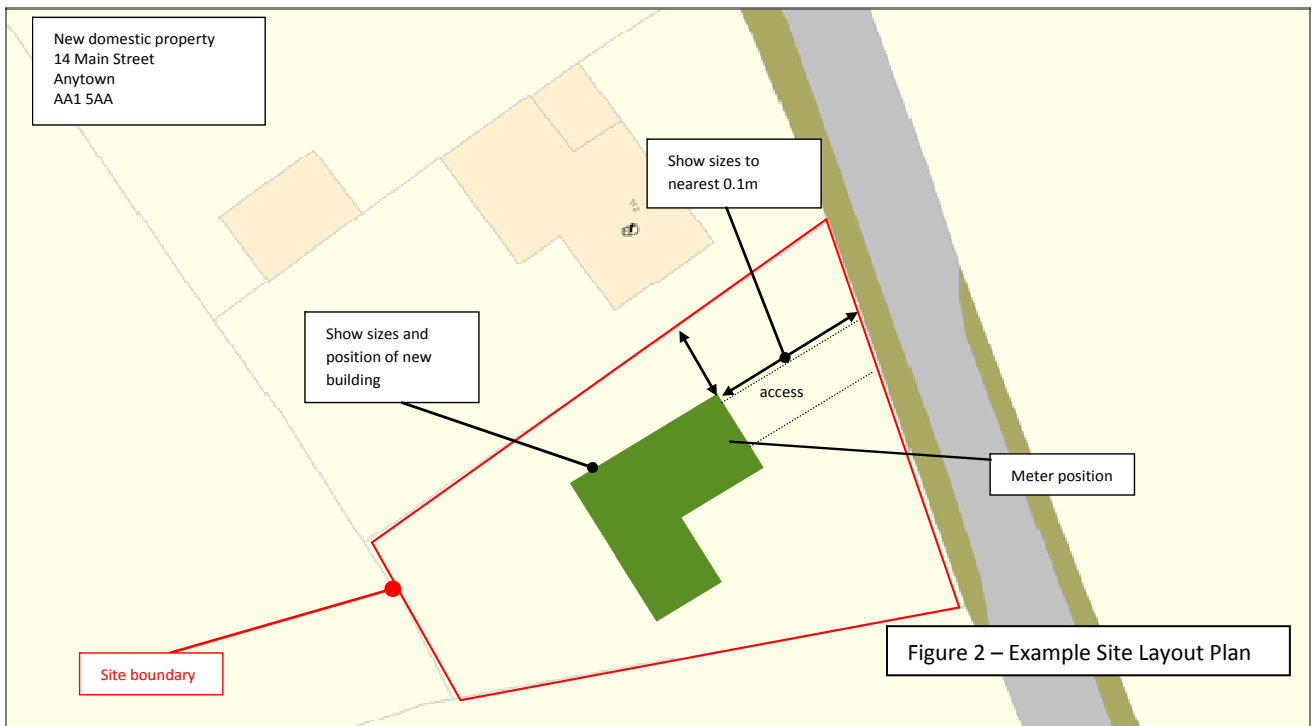 New domestic property
14 Main Street
Anytown
AA1 5AA
Show sizes to
nearest 0.1m
Show sizes and
position of new
building
access
Meter position
Site boundary
Figure 2 – Example Site Layout Plan